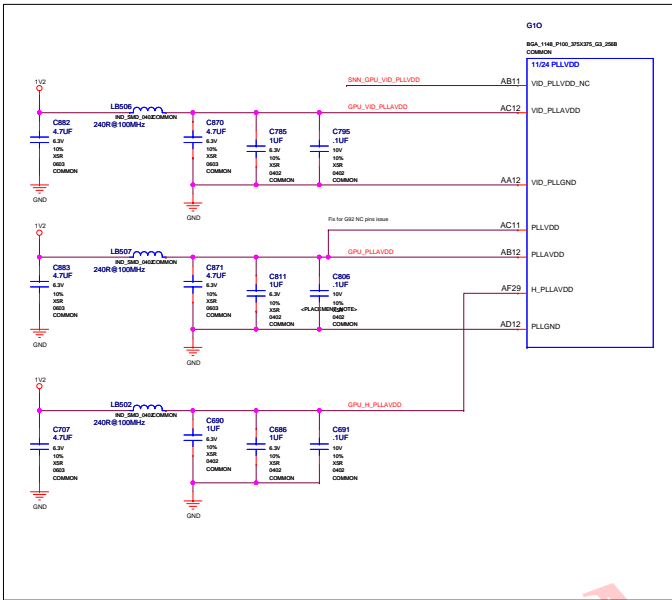 G1O
BGA_1148_P100_375X375_G3_256B
COMMON
11/24 PLLVDD
SNN_GPU_VID_PLLVDD
AB11
VID_PLLVDD_NC
1V2
LB506
IND_SMD_0402 COMMON
240R@100MHz
GPU_VID_PLLAVDD
AC12
VID_PLLAVDD
C882
4.7UF
6.3V
10%
X5R
0603
COMMON
C870
4.7UF
6.3V
10%
X5R
0603
COMMON
C785
1UF
6.3V
10%
X5R
0402
COMMON
C795
.1UF
10V
10%
X5R
0402
COMMON
AA12
VID_PLLGND
GND
GND
Fix for G92 NC pins issue
AC11
PLLVDD
1V2
LB507
IND_SMD_0402 COMMON
240R@100MHz
GPU_PLLAVDD
AB12
PLLAVDD
C883
4.7UF
6.3V
10%
X5R
0603
COMMON
C871
4.7UF
6.3V
10%
X5R
0603
COMMON
C811
1UF
6.3V
10%
X5R
0402
COMMON
C806
.1UF
10V
10%
<PLACEMENT_NOTE>
X5R
0402
COMMON
AF29
H_PLLAVDD
AD12
PLLGND
GND
GND
1V2
LB502
IND_SMD_0402 COMMON
240R@100MHz
GPU_H_PLLAVDD
C707
4.7UF
6.3V
10%
X5R
0603
COMMON
C690
1UF
6.3V
10%
X5R
0402
COMMON
C686
1UF
6.3V
10%
X5R
0402
COMMON
C691
.1UF
10V
10%
X5R
0402
COMMON
GND
GND